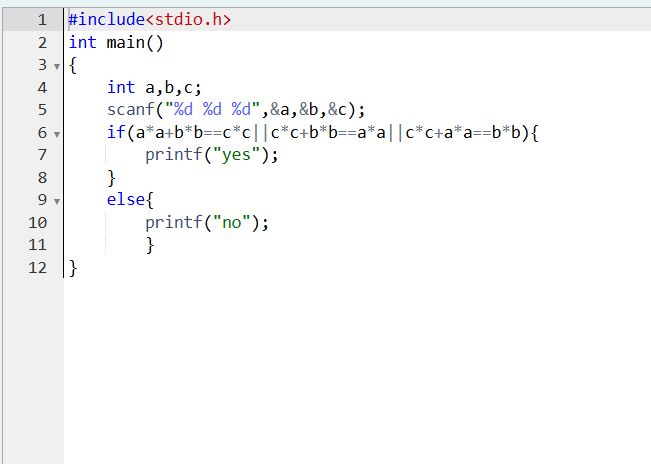 1 #include<stdio.h>
2 int main()
3 {
4     int a,b,c;
5     scanf("%d %d %d",&a,&b,&c);
6     if(a*a+b*b==c*c||c*c+b*b==a*a||c*c+a*a==b*b){
7         printf("yes");
8     }
9     else{
10         printf("no");
11         }
12 }